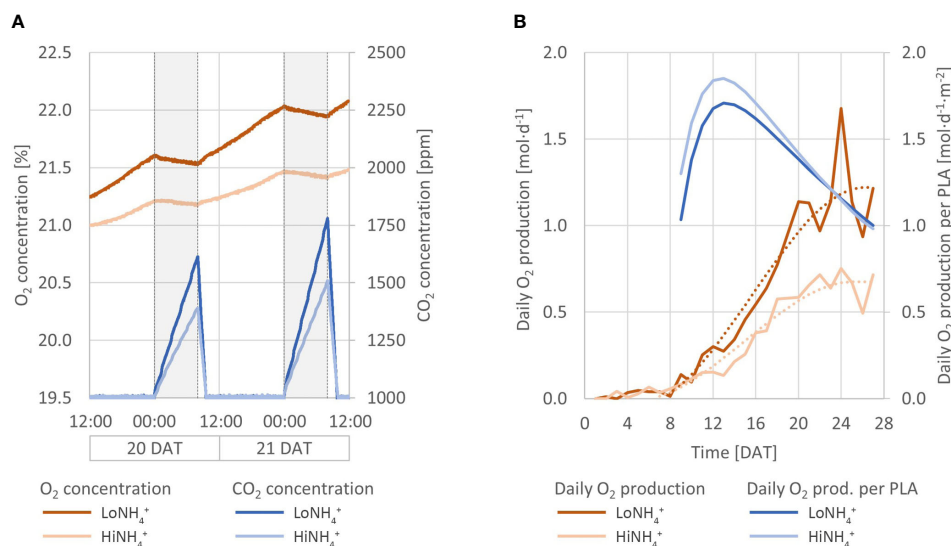 A
B
22.5
22.0
21.5
21.0
20.5
20.0
19.5
O₂ concentration [%]
2500
2250
2000
1750
1500
1250
1000
CO₂ concentration [ppm]
12:00 00:00 12:00 00:00 12:00
20 DAT 21 DAT
O₂ concentration CO₂ concentration
LoNH₄⁺ LoNH₄⁺
HiNH₄⁺ HiNH₄⁺
2.0
1.5
1.0
0.5
0.0
Daily O₂ production [mol·d⁻¹]
2.0
1.5
1.0
0.5
0.0
Daily O₂ production per PLA [mol·d⁻¹·m⁻²]
0 4 8 12 16 20 24 28
Time [DAT]
Daily O₂ production Daily O₂ prod. per PLA
LoNH₄⁺ LoNH₄⁺
HiNH₄⁺ HiNH₄⁺